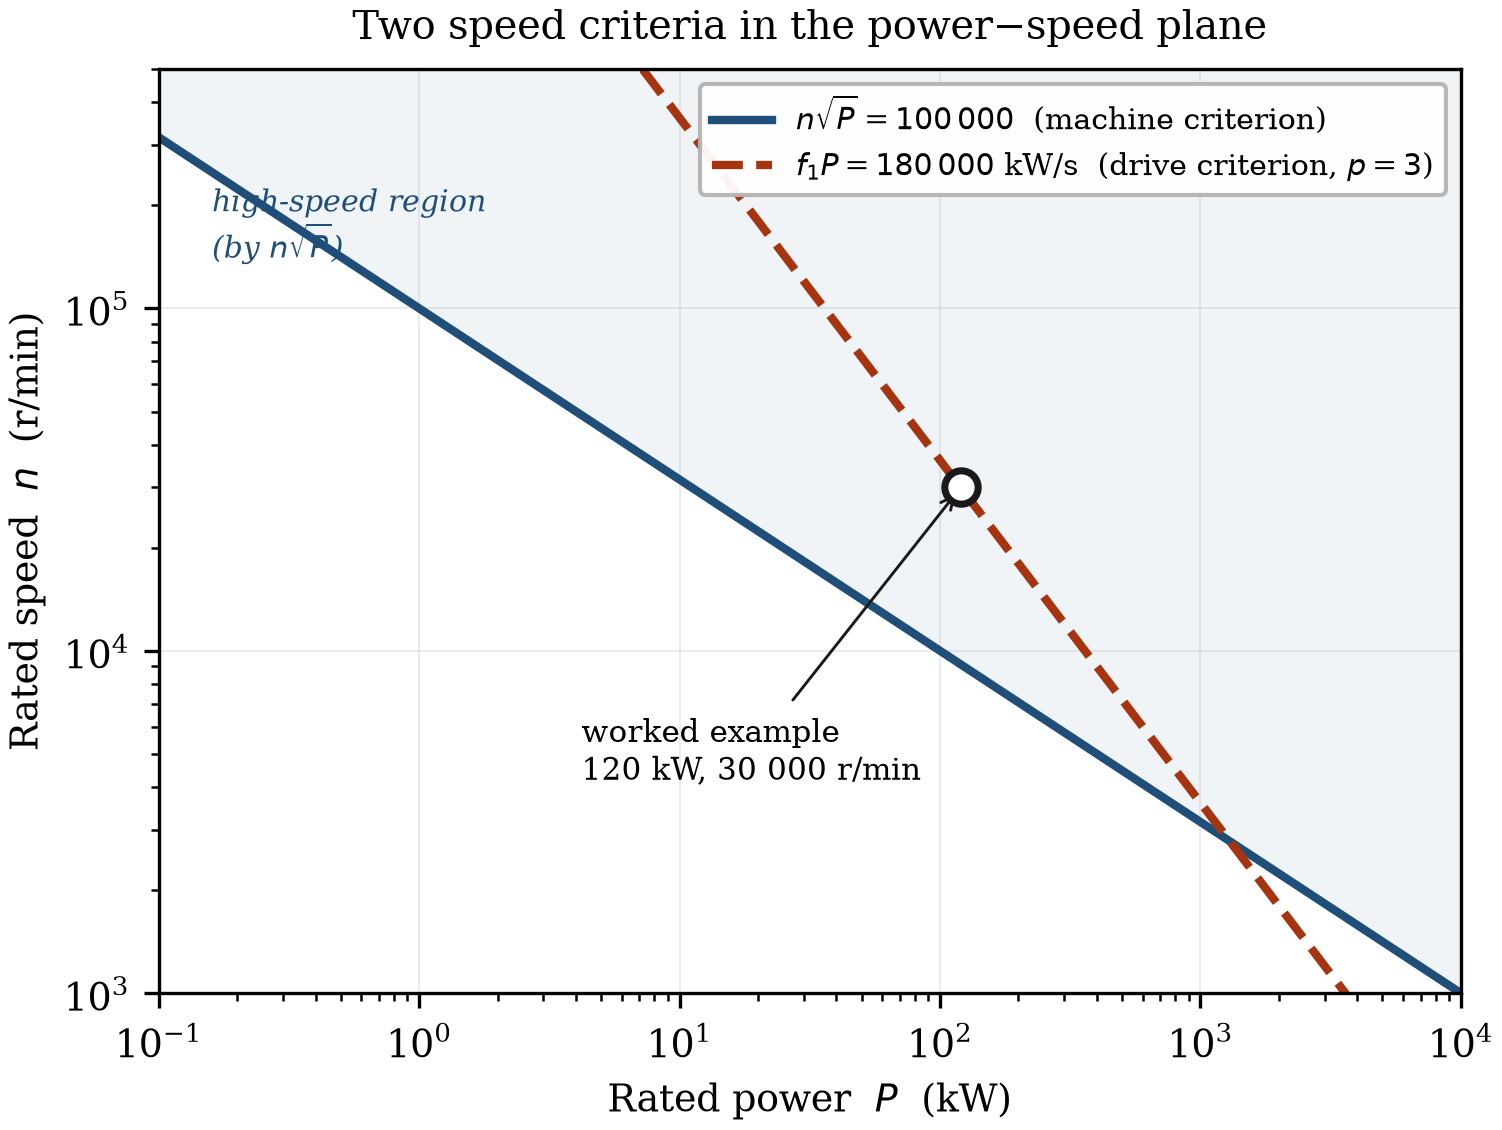 Two speed criteria in the power−speed plane
n√P = 100 000 (machine criterion)
f₁P = 180 000 kW/s (drive criterion, p = 3)
high-speed region
(by n√P)
worked example
120 kW, 30 000 r/min
Rated speed n (r/min)
10⁵
10⁴
10³
10⁻¹ 10⁰ 10¹ 10² 10³ 10⁴
Rated power P (kW)